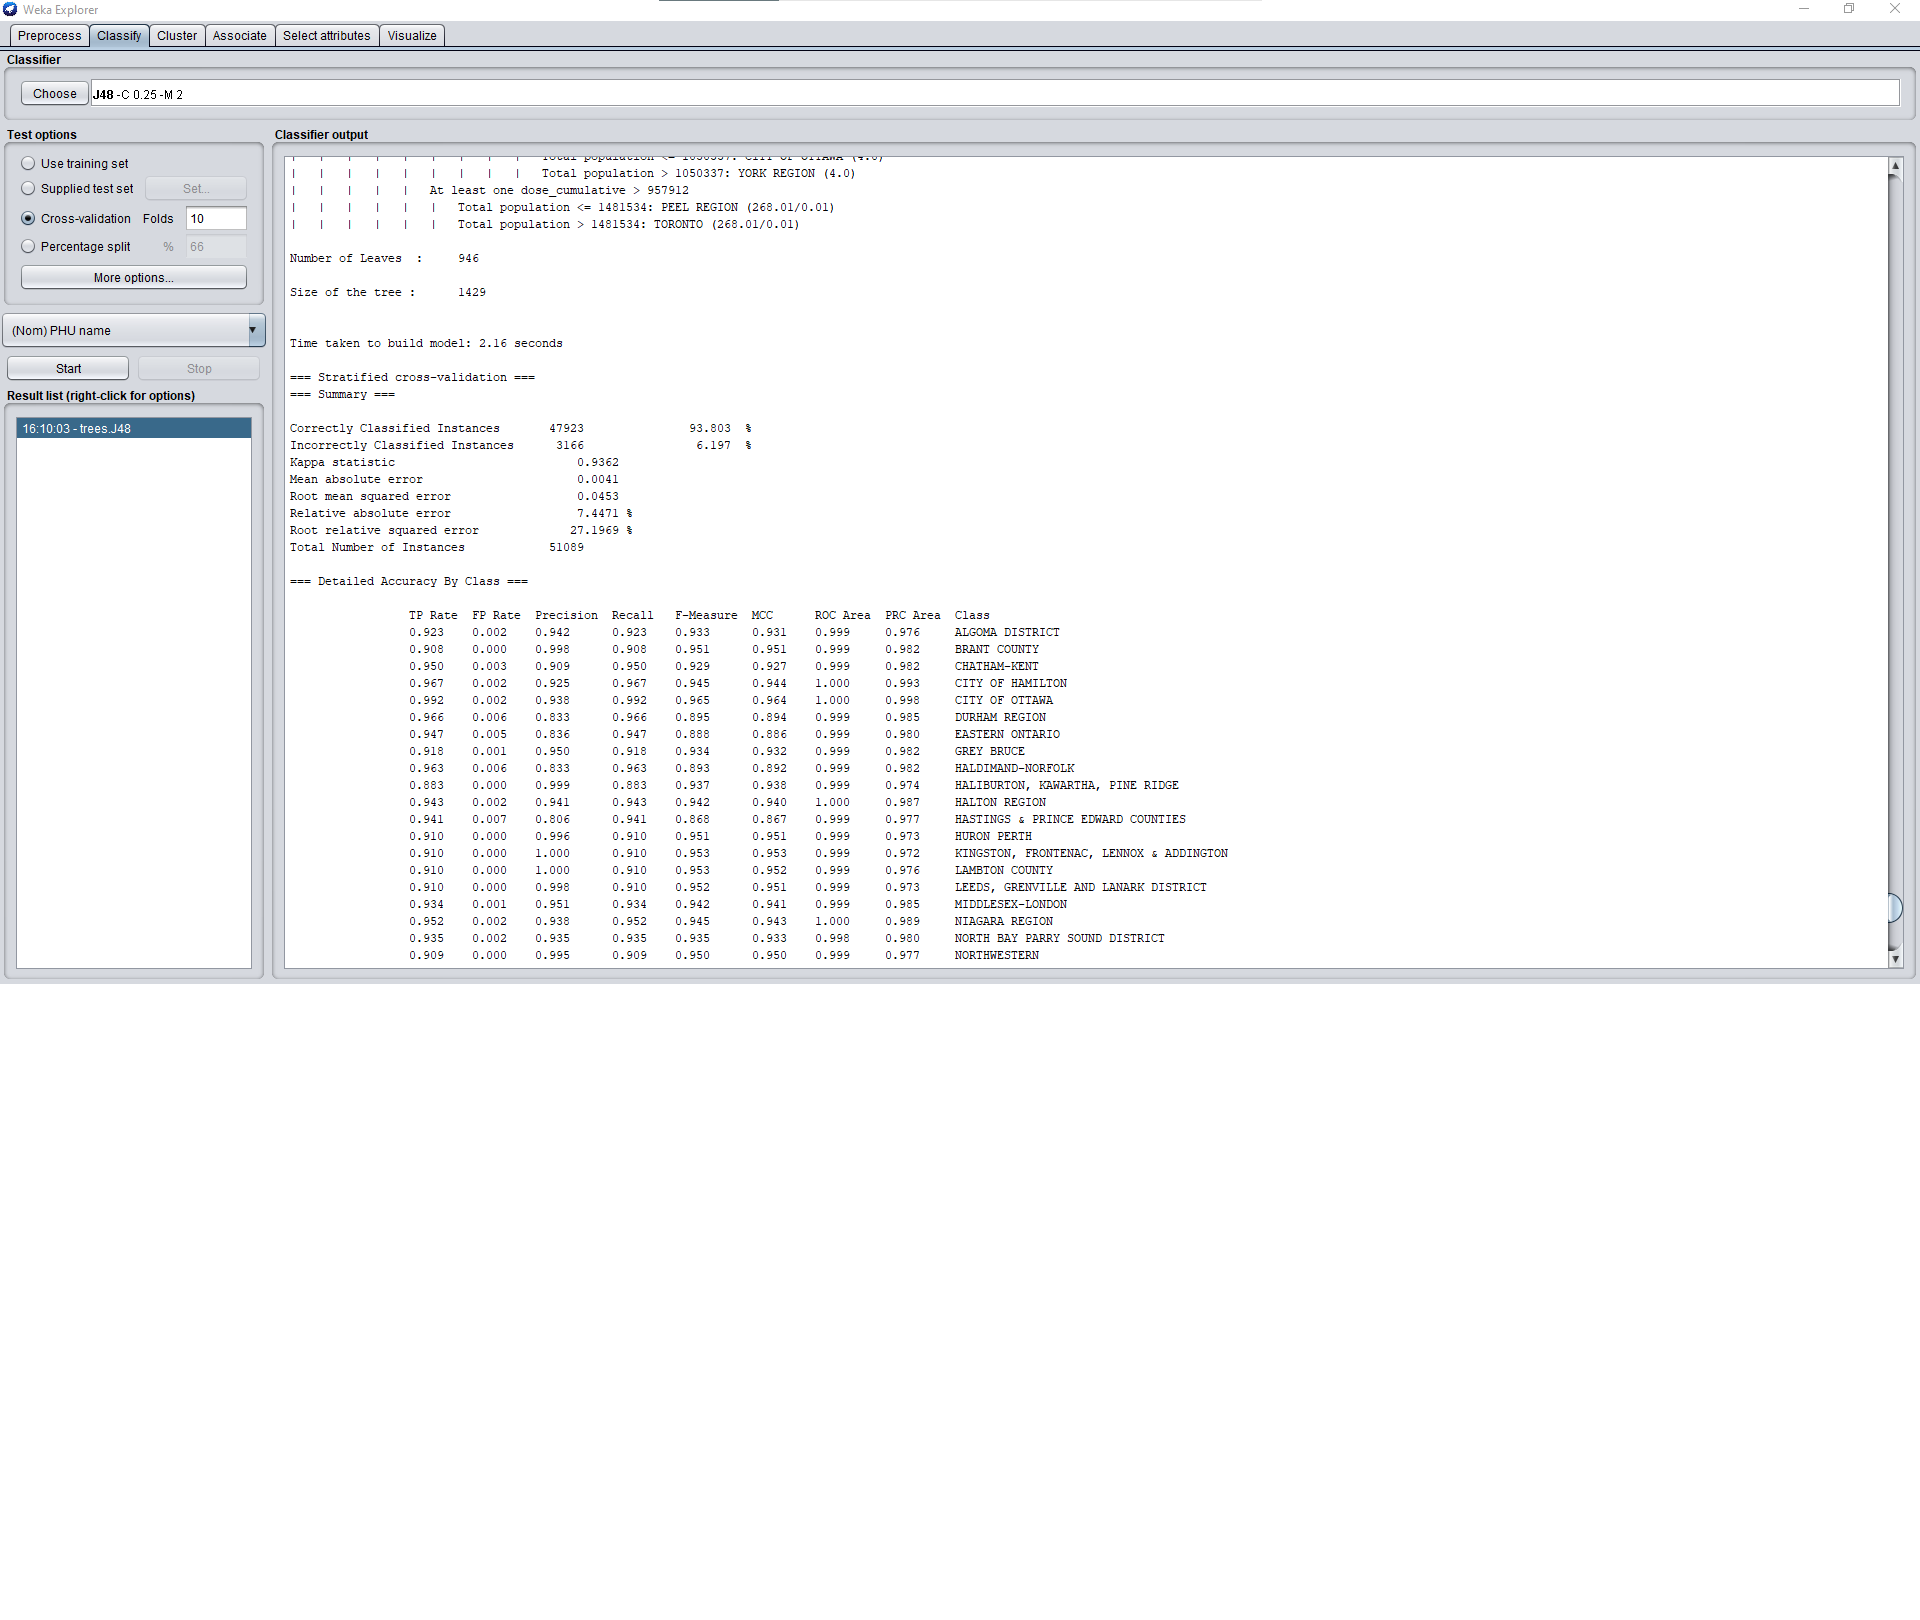 Weka Explorer
Preprocess Classify Cluster Associate Select attributes Visualize
Classifier
Choose J48 -C 0.25 -M 2
Test options
Use training set
Supplied test set Set...
Cross-validation Folds 10
Percentage split % 66
More options...
(Nom) PHU name
Start Stop
Result list (right-click for options)
16:10:03 - trees.J48
Classifier output
| | | | | | | | | Total population <= 1050337: CITY OF OTTAWA (4.0)
| | | | | | | | | Total population > 1050337: YORK REGION (4.0)
| | | | | At least one dose_cumulative > 957912
| | | | | | Total population <= 1481534: PEEL REGION (268.01/0.01)
| | | | | | Total population > 1481534: TORONTO (268.01/0.01)
Number of Leaves : 946
Size of the tree : 1429
Time taken to build model: 2.16 seconds
=== Stratified cross-validation ===
=== Summary ===
Correctly Classified Instances 47923 93.803 %
Incorrectly Classified Instances 3166 6.197 %
Kappa statistic 0.9362
Mean absolute error 0.0041
Root mean squared error 0.0453
Relative absolute error 7.4471 %
Root relative squared error 27.1969 %
Total Number of Instances 51089
=== Detailed Accuracy By Class ===
TP Rate FP Rate Precision Recall F-Measure MCC ROC Area PRC Area Class
0.923 0.002 0.942 0.923 0.933 0.931 0.999 0.976 ALGOMA DISTRICT
0.908 0.000 0.998 0.908 0.951 0.951 0.999 0.982 BRANT COUNTY
0.950 0.003 0.909 0.950 0.929 0.927 0.999 0.982 CHATHAM-KENT
0.967 0.002 0.925 0.967 0.945 0.944 1.000 0.993 CITY OF HAMILTON
0.992 0.002 0.938 0.992 0.965 0.964 1.000 0.998 CITY OF OTTAWA
0.966 0.006 0.833 0.966 0.895 0.894 0.999 0.985 DURHAM REGION
0.947 0.005 0.836 0.947 0.888 0.886 0.999 0.980 EASTERN ONTARIO
0.918 0.001 0.950 0.918 0.934 0.932 0.999 0.982 GREY BRUCE
0.963 0.006 0.833 0.963 0.893 0.892 0.999 0.982 HALDIMAND-NORFOLK
0.883 0.000 0.999 0.883 0.937 0.938 0.999 0.974 HALIBURTON, KAWARTHA, PINE RIDGE
0.943 0.002 0.941 0.943 0.942 0.940 1.000 0.987 HALTON REGION
0.941 0.007 0.806 0.941 0.868 0.867 0.999 0.977 HASTINGS & PRINCE EDWARD COUNTIES
0.910 0.000 0.996 0.910 0.951 0.951 0.999 0.973 HURON PERTH
0.910 0.000 1.000 0.910 0.953 0.953 0.999 0.972 KINGSTON, FRONTENAC, LENNOX & ADDINGTON
0.910 0.000 1.000 0.910 0.953 0.952 0.999 0.976 LAMBTON COUNTY
0.910 0.000 0.998 0.910 0.952 0.951 0.999 0.973 LEEDS, GRENVILLE AND LANARK DISTRICT
0.934 0.001 0.951 0.934 0.942 0.941 0.999 0.985 MIDDLESEX-LONDON
0.952 0.002 0.938 0.952 0.945 0.943 1.000 0.989 NIAGARA REGION
0.935 0.002 0.935 0.935 0.935 0.933 0.998 0.980 NORTH BAY PARRY SOUND DISTRICT
0.909 0.000 0.995 0.909 0.950 0.950 0.999 0.977 NORTHWESTERN